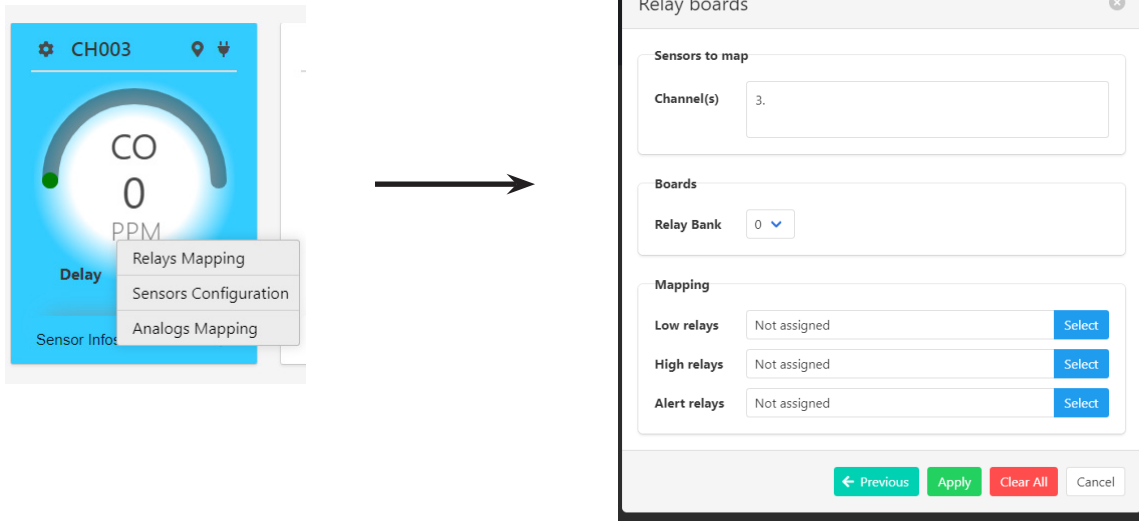 CH003
CO
0
PPM
Delay
Relays Mapping
Sensors Configuration
Analogs Mapping
Sensor Infos
Relay boards
Sensors to map
Channel(s) 3.
Boards
Relay Bank 0
Mapping
Low relays Not assigned Select
High relays Not assigned Select
Alert relays Not assigned Select
Previous Apply Clear All Cancel